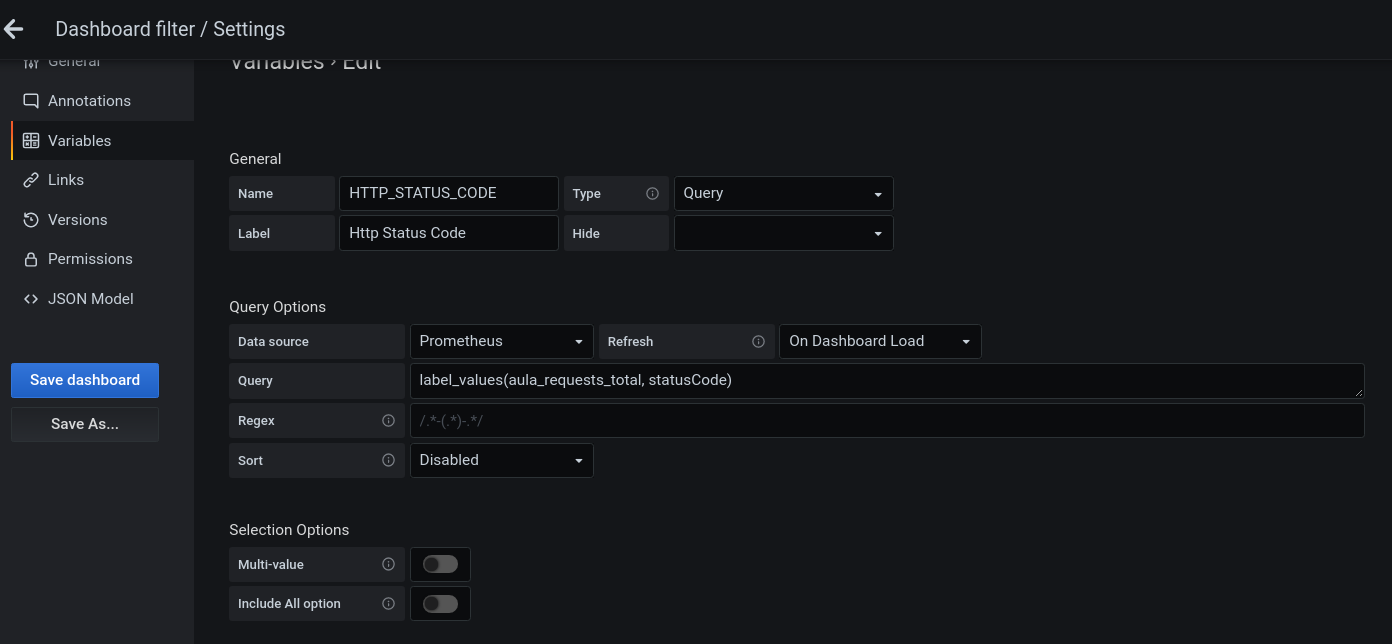 Dashboard filter / Settings
General
Annotations
Variables
Links
Versions
Permissions
JSON Model
Save dashboard
Save As...
Variables › Edit
General
Name HTTP_STATUS_CODE Type Query
Label Http Status Code Hide
Query Options
Data source Prometheus Refresh On Dashboard Load
Query label_values(aula_requests_total, statusCode)
Regex /.*-(.*)-.*/
Sort Disabled
Selection Options
Multi-value
Include All option